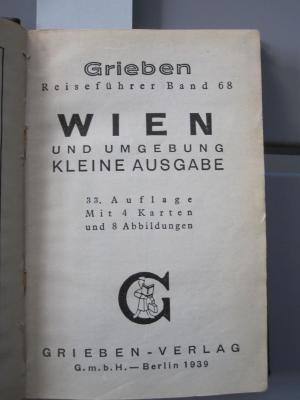 Grieben
Reiseführer Band 68
WIEN
UND UMGEBUNG
KLEINE AUSGABE
33. Auflage
Mit 4 Karten
und 8 Abbildungen
G
GRIEBEN-VERLAG
G.m.b.H.—Berlin 1939